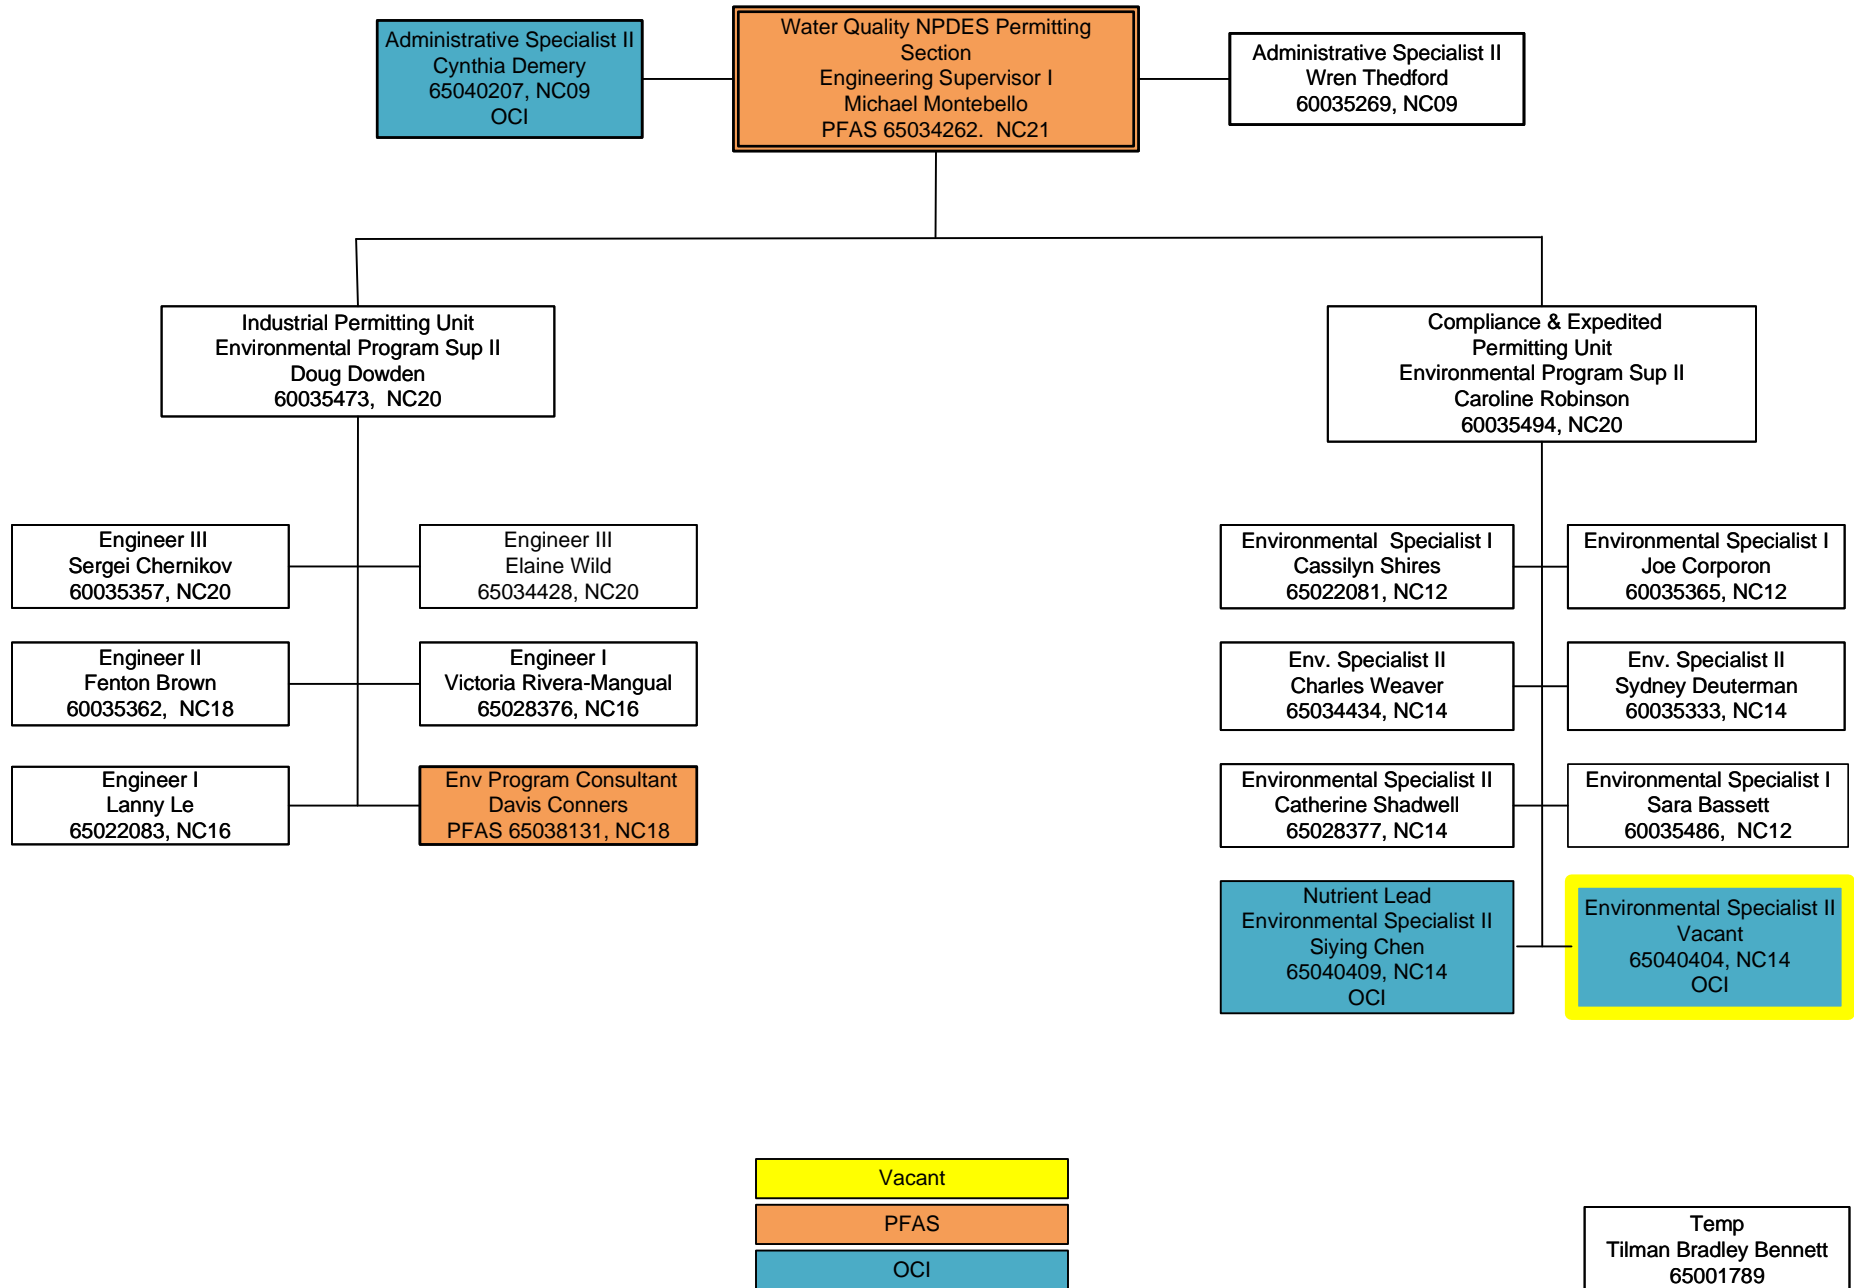 Administrative Specialist II
Cynthia Demery
65040207, NC09
OCI
Water Quality NPDES Permitting
Section
Engineering Supervisor I
Michael Montebello
PFAS 65034262. NC21
Administrative Specialist II
Wren Thedford
60035269, NC09
Industrial Permitting Unit
Environmental Program Sup II
Doug Dowden
60035473, NC20
Compliance & Expedited
Permitting Unit
Environmental Program Sup II
Caroline Robinson
60035494, NC20
Engineer III
Sergei Chernikov
60035357, NC20
Engineer III
Elaine Wild
65034428, NC20
Environmental Specialist I
Cassilyn Shires
65022081, NC12
Environmental Specialist I
Joe Corporon
60035365, NC12
Engineer II
Fenton Brown
60035362, NC18
Engineer I
Victoria Rivera-Mangual
65028376, NC16
Env. Specialist II
Charles Weaver
65034434, NC14
Env. Specialist II
Sydney Deuterman
60035333, NC14
Engineer I
Lanny Le
65022083, NC16
Env Program Consultant
Davis Conners
PFAS 65038131, NC18
Environmental Specialist II
Catherine Shadwell
65028377, NC14
Environmental Specialist I
Sara Bassett
60035486, NC12
Nutrient Lead
Environmental Specialist II
Siying Chen
65040409, NC14
OCI
Environmental Specialist II
Vacant
65040404, NC14
OCI
Vacant
PFAS
OCI
Temp
Tilman Bradley Bennett
65001789